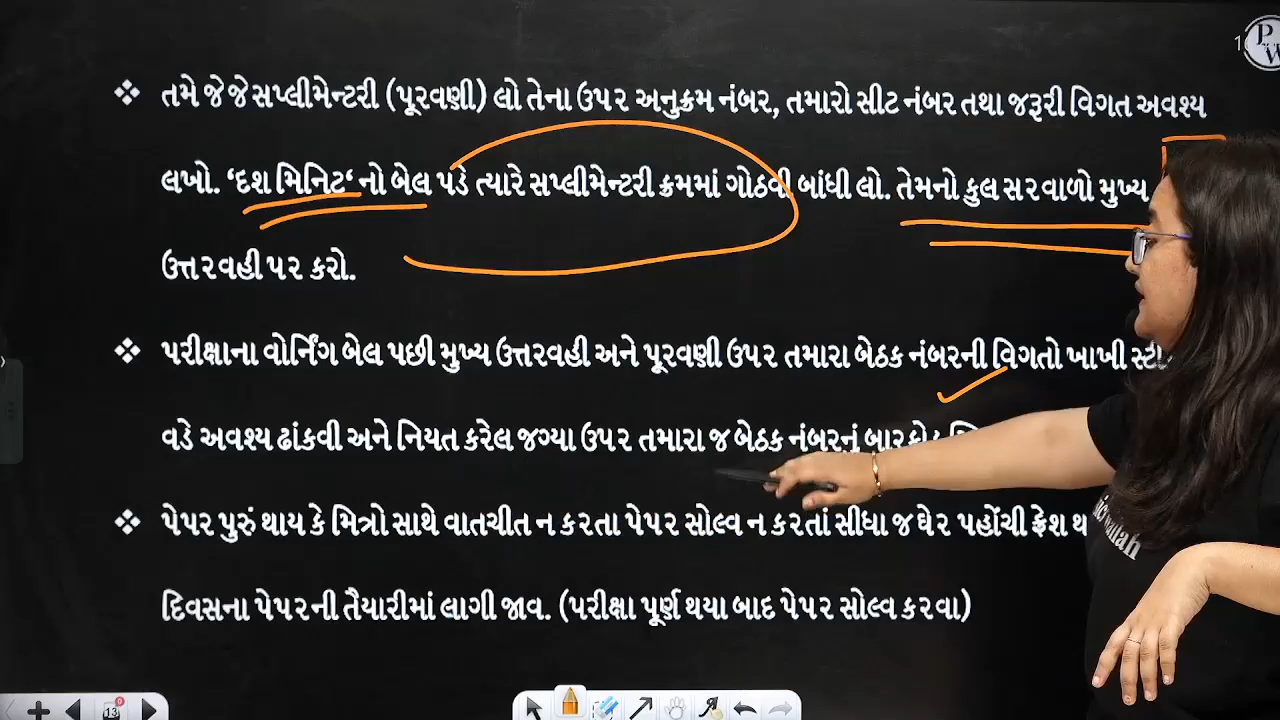 તમે જે જે સપ્લીમેન્ટરી (પૂરવણી) લો તેના ઉપર અનુક્રમ નંબર, તમારો સીટ નંબર તથા જરૂરી વિગત અવશ્ય
લખો. ‘દશ મિનિટ‘ નો બેલ પડે ત્યારે સપ્લીમેન્ટરી ક્રમમાં ગોઠવી બાંધી લો. તેમનો કુલ સરવાળો મુખ્ય
ઉત્તરવહી પર કરો.
પરીક્ષાના વોર્નિંગ બેલ પછી મુખ્ય ઉત્તરવહી અને પૂરવણી ઉપર તમારા બેઠક નંબરની વિગતો ખાખી
વડે અવશ્ય ઢાંકવી અને નિયત કરેલ જગ્યા ઉપર તમારા જ બેઠક નંબરનું
પેપર પુરું થાય કે મિત્રો સાથે વાતચીત ન કરતા પેપર સોલ્વ ન કરતાં સીધા જ ઘેર પહોંચી ફ્રેશ
દિવસના પેપરની તૈયારીમાં લાગી જાવ. (પરીક્ષા પૂર્ણ થયા બાદ પેપર સોલ્વ કરવા)
13